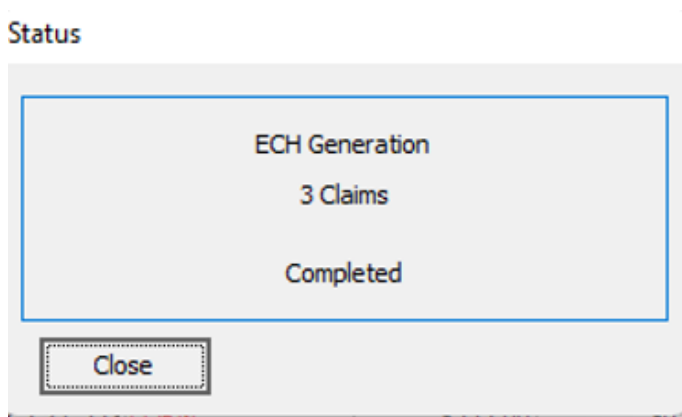 Status
ECH Generation
3 Claims
Completed
Close